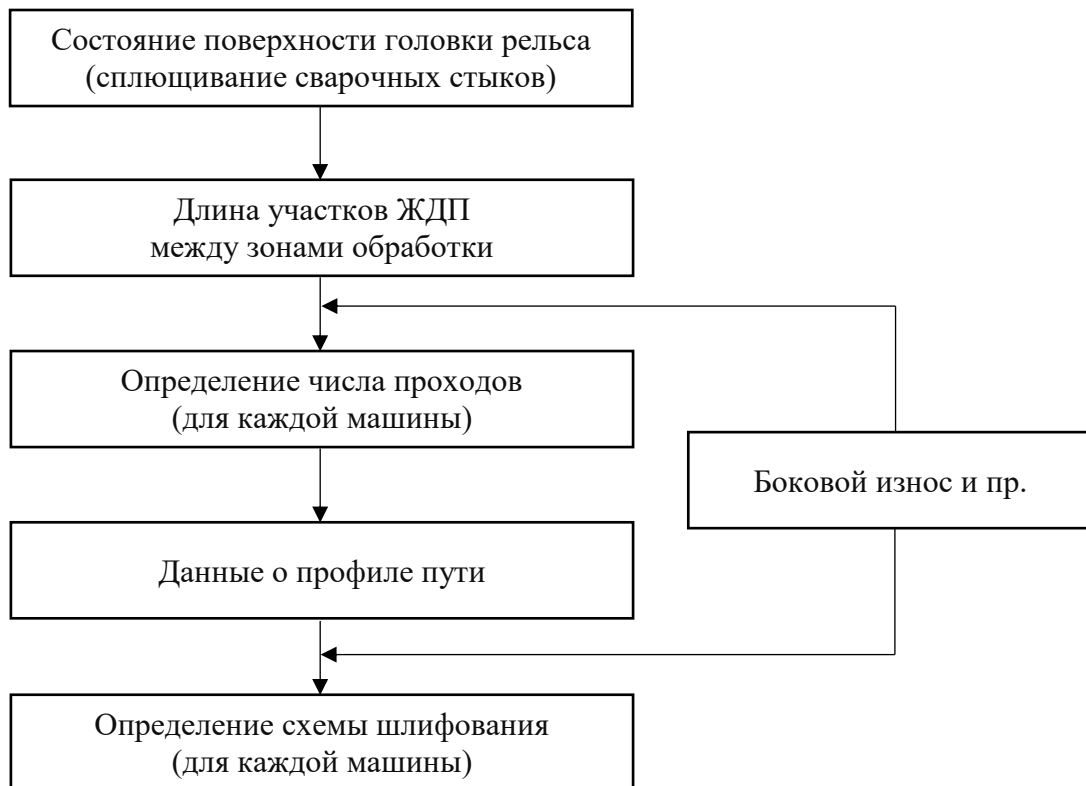 Состояние поверхности головки рельса
(сплющивание сварочных стыков)
Длина участков ЖДП
между зонами обработки
Определение числа проходов
(для каждой машины)
Боковой износ и пр.
Данные о профиле пути
Определение схемы шлифования
(для каждой машины)